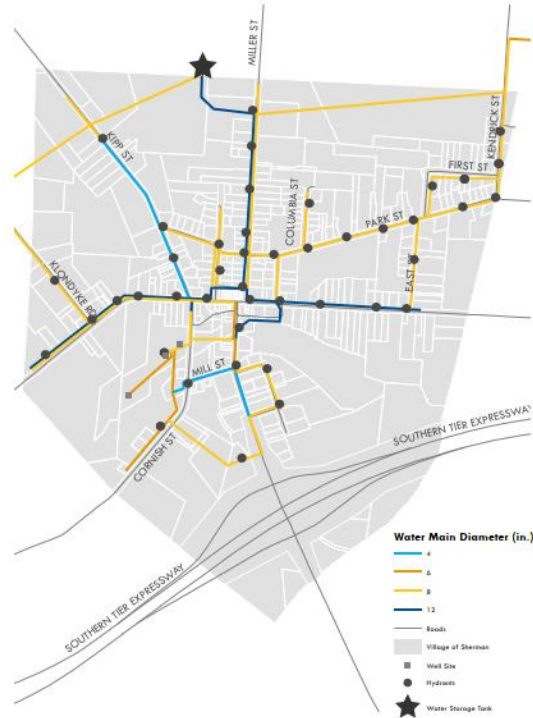 MILLER ST
KENDRICK ST
KIPP ST
FIRST ST
COLUMBIA ST
PARK ST
KLONDYKE RD
EAST
MILL ST
CORNISH ST
SOUTHERN TIER EXPRESSWAY
SOUTHERN TIER EXPRESSWAY
Water Main Diameter (in.)
4
6
8
12
Roads
Village of Sherman
Well Site
Hydrants
Water Storage Tank